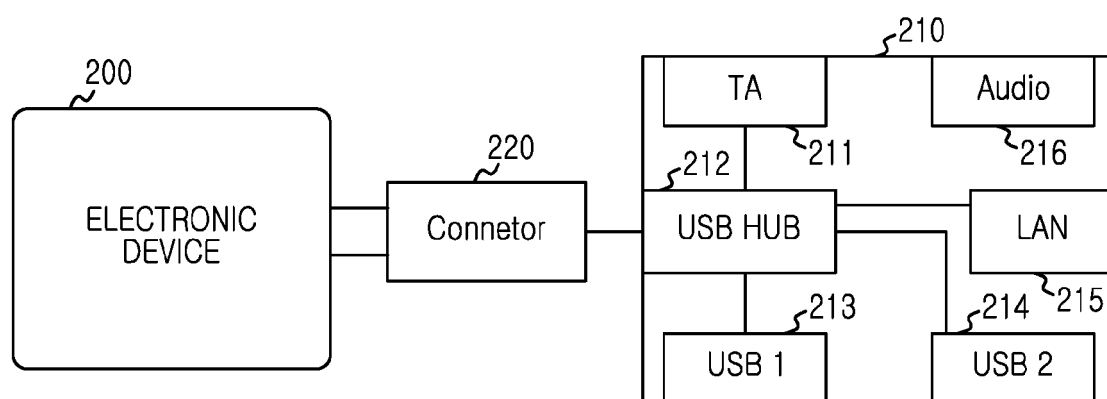 210
200
TA
Audio
220
211
216
212
ELECTRONIC
DEVICE
Connetor
USB HUB
LAN
213
214
215
USB 1
USB 2